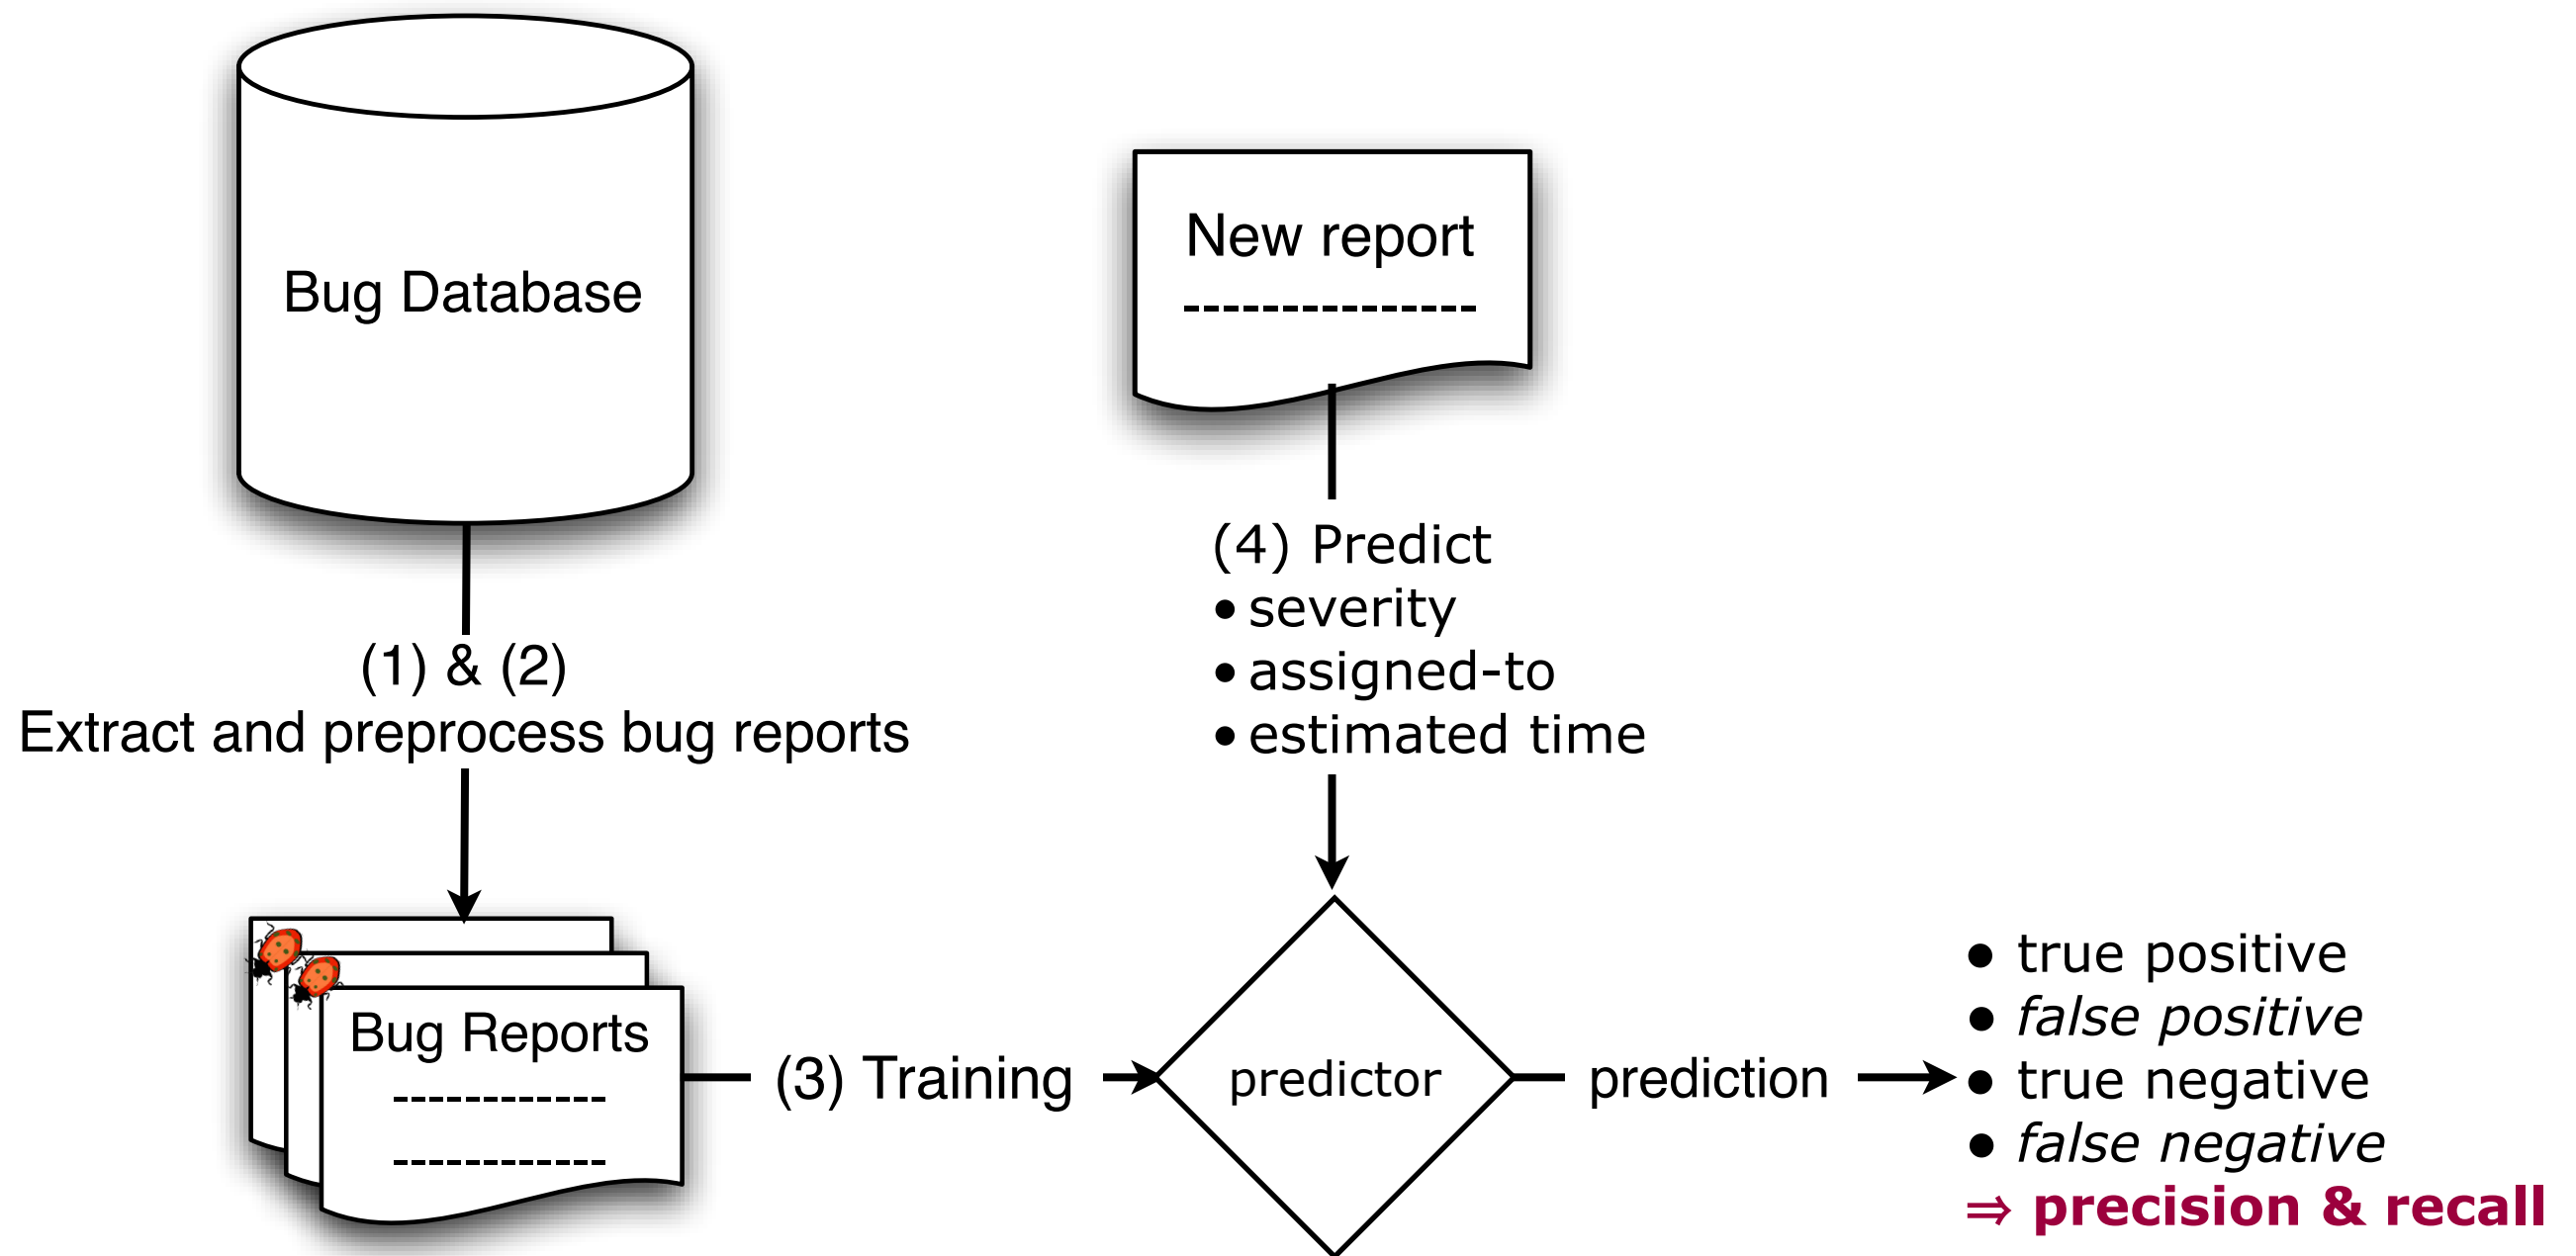 Bug Database
(1) & (2)
Extract and preprocess bug reports
Bug Reports
------------
------------
(3) Training
New report
---------------
(4) Predict
• severity
• assigned-to
• estimated time
predictor
prediction
• true positive
• false positive
• true negative
• false negative
⇒ precision & recall